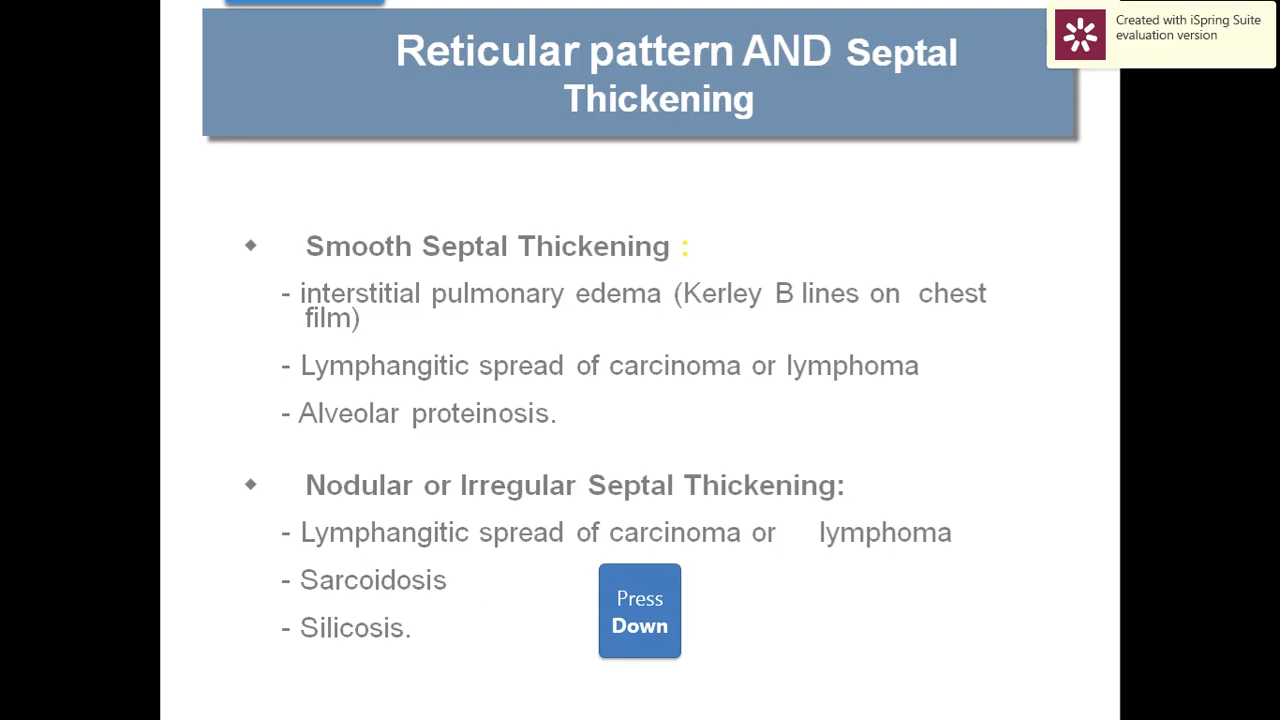 Created with iSpring Suite
evaluation version
Reticular pattern AND Septal
Thickening
◆ Smooth Septal Thickening :
- interstitial pulmonary edema (Kerley B lines on chest
film)
- Lymphangitic spread of carcinoma or lymphoma
- Alveolar proteinosis.
◆ Nodular or Irregular Septal Thickening:
- Lymphangitic spread of carcinoma or lymphoma
- Sarcoidosis
- Silicosis.
Press
Down